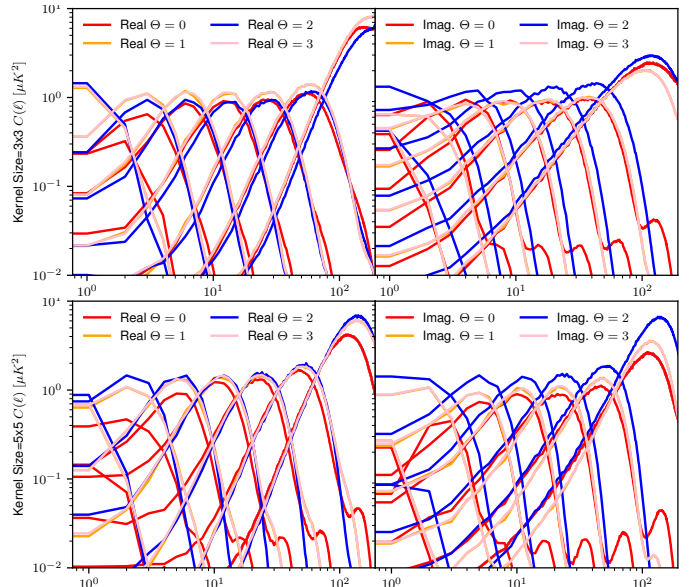 Real Θ = 0
Real Θ = 1
Real Θ = 2
Real Θ = 3
Imag. Θ = 0
Imag. Θ = 1
Imag. Θ = 2
Imag. Θ = 3
Kernel Size=3x3 C(ℓ) [μK²]
10¹
10⁰
10⁻¹
10⁻²
10⁰ 10¹ 10² 10⁰ 10¹ 10²
Real Θ = 0
Real Θ = 1
Real Θ = 2
Real Θ = 3
Imag. Θ = 0
Imag. Θ = 1
Imag. Θ = 2
Imag. Θ = 3
Kernel Size=5x5 C(ℓ) [μK²]
10¹
10⁰
10⁻¹
10⁻²
10⁰ 10¹ 10² 10⁰ 10¹ 10²